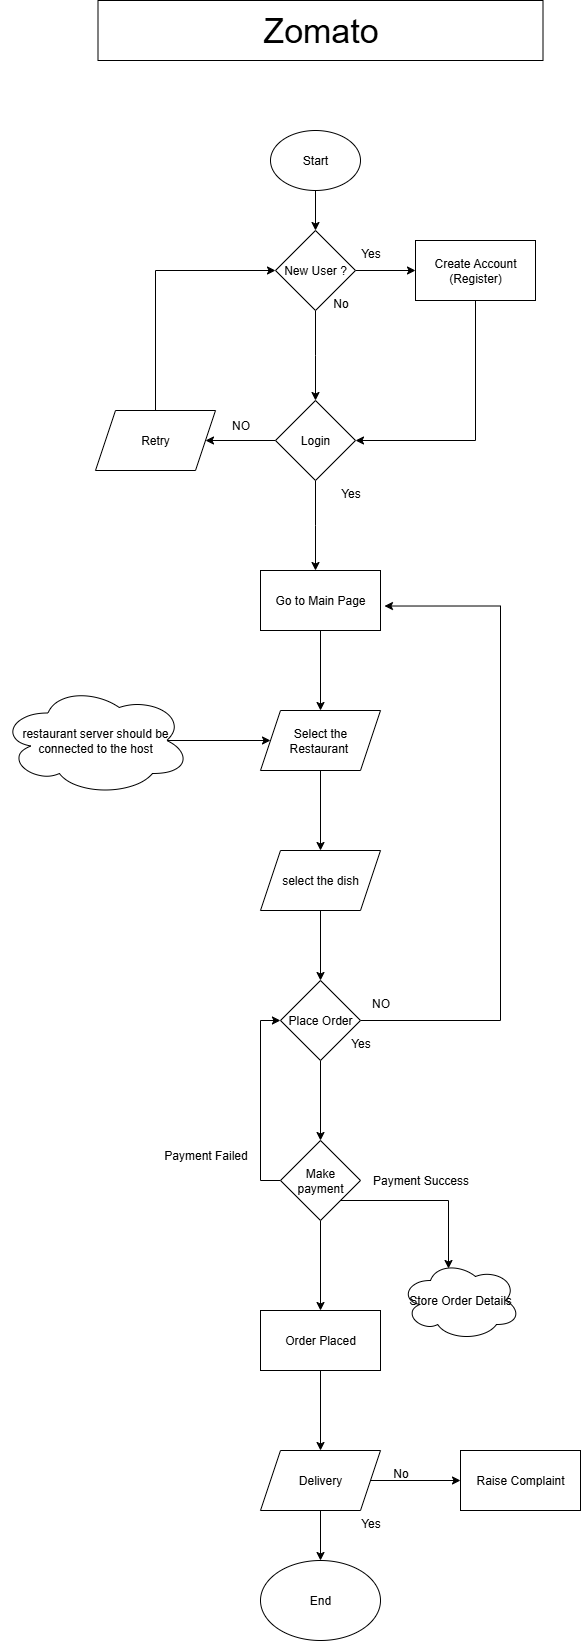 Zomato
Start
New User ?
Yes
Create Account
(Register)
No
Retry
NO
Login
Yes
Go to Main Page
restaurant server should be
connected to the host
Select the
Restaurant
select the dish
Place Order
NO
Yes
Payment Failed
Make
payment
Payment Success
Store Order Details
Order Placed
Delivery
No
Raise Complaint
Yes
End